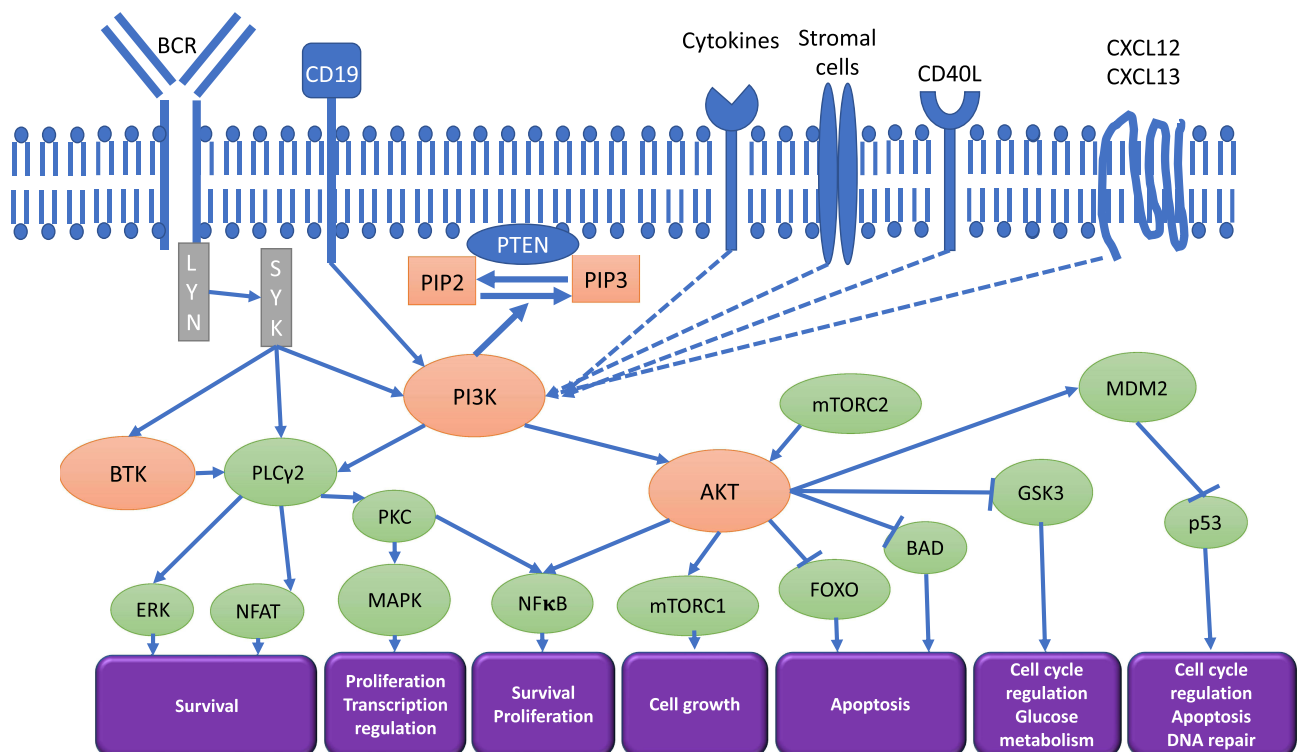 BCR
CD19
Cytokines
Stromal
cells
CD40L
CXCL12
CXCL13
L
Y
N
S
Y
K
PTEN
PIP2
PIP3
PI3K
mTORC2
MDM2
BTK
PLCγ2
AKT
GSK3
PKC
p53
BAD
ERK
NFAT
MAPK
NFκB
mTORC1
FOXO
Survival
Proliferation
Transcription
regulation
Survival
Proliferation
Cell growth
Apoptosis
Cell cycle
regulation
Glucose
metabolism
Cell cycle
regulation
Apoptosis
DNA repair